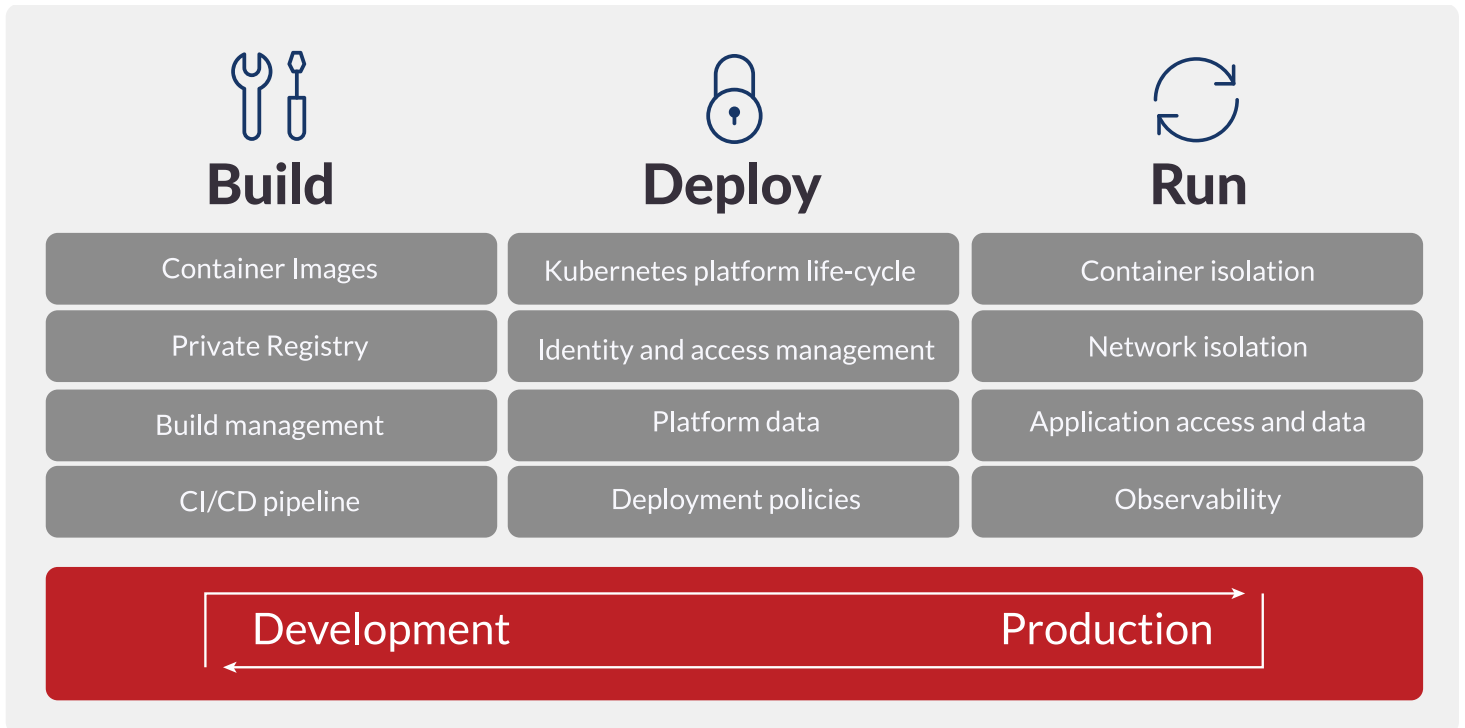 Build
Container Images
Private Registry
Build management
CI/CD pipeline
Deploy
Kubernetes platform life-cycle
Identity and access management
Platform data
Deployment policies
Run
Container isolation
Network isolation
Application access and data
Observability
Development
Production